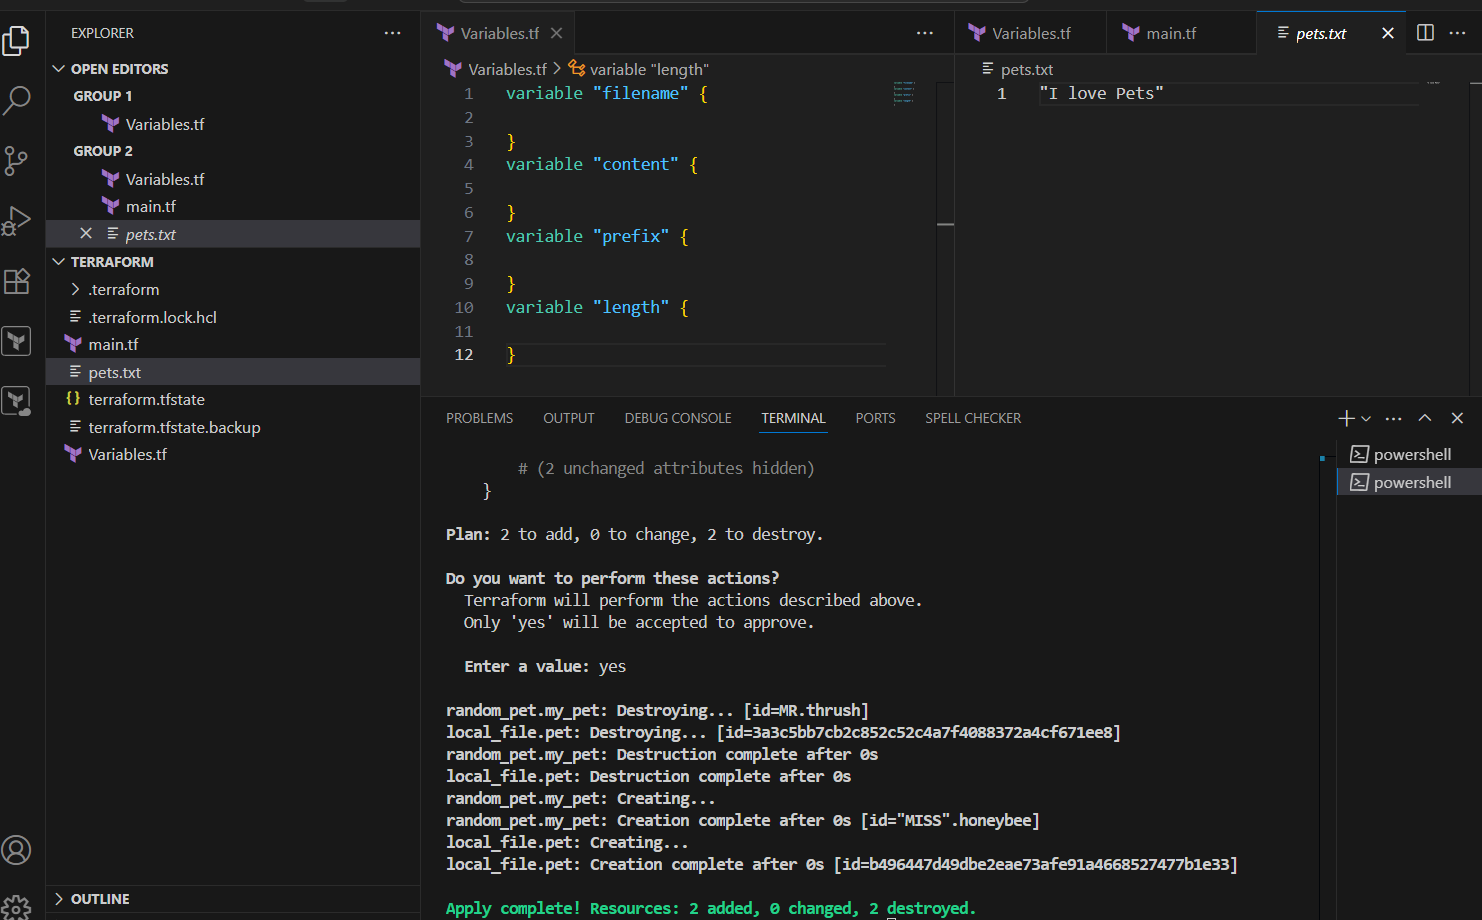 EXPLORER
OPEN EDITORS
GROUP 1
Variables.tf
GROUP 2
Variables.tf
main.tf
pets.txt
TERRAFORM
.terraform
.terraform.lock.hcl
main.tf
pets.txt
terraform.tfstate
terraform.tfstate.backup
Variables.tf
OUTLINE
Variables.tf
Variables.tf > variable "length"
1 variable "filename" {
2
3 }
4 variable "content" {
5
6 }
7 variable "prefix" {
8
9 }
10 variable "length" {
11
12 }
Variables.tf main.tf pets.txt
pets.txt
1 "I love Pets"
PROBLEMS OUTPUT DEBUG CONSOLE TERMINAL PORTS SPELL CHECKER
# (2 unchanged attributes hidden)
}
Plan: 2 to add, 0 to change, 2 to destroy.
Do you want to perform these actions?
Terraform will perform the actions described above.
Only 'yes' will be accepted to approve.
Enter a value: yes
random_pet.my_pet: Destroying... [id=MR.thrush]
local_file.pet: Destroying... [id=3a3c5bb7cb2c852c52c4a7f4088372a4cf671ee8]
random_pet.my_pet: Destruction complete after 0s
local_file.pet: Destruction complete after 0s
random_pet.my_pet: Creating...
random_pet.my_pet: Creation complete after 0s [id="MISS".honeybee]
local_file.pet: Creating...
local_file.pet: Creation complete after 0s [id=b496447d49dbe2eae73afe91a4668527477b1e33]
Apply complete! Resources: 2 added, 0 changed, 2 destroyed.
powershell
powershell